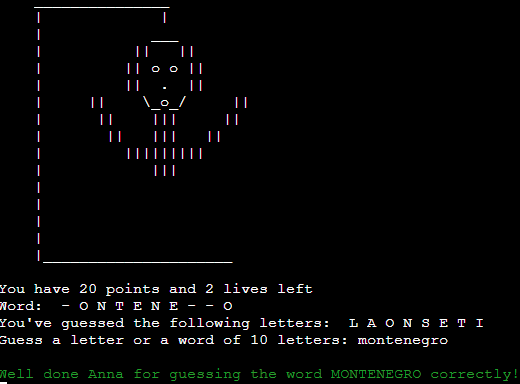 You have 20 points and 2 lives left
Word:  - O N T E N E - - O
You've guessed the following letters:  L A O N S E T I
Guess a letter or a word of 10 letters: montenegro
Well done Anna for guessing the word MONTENEGRO correctly!